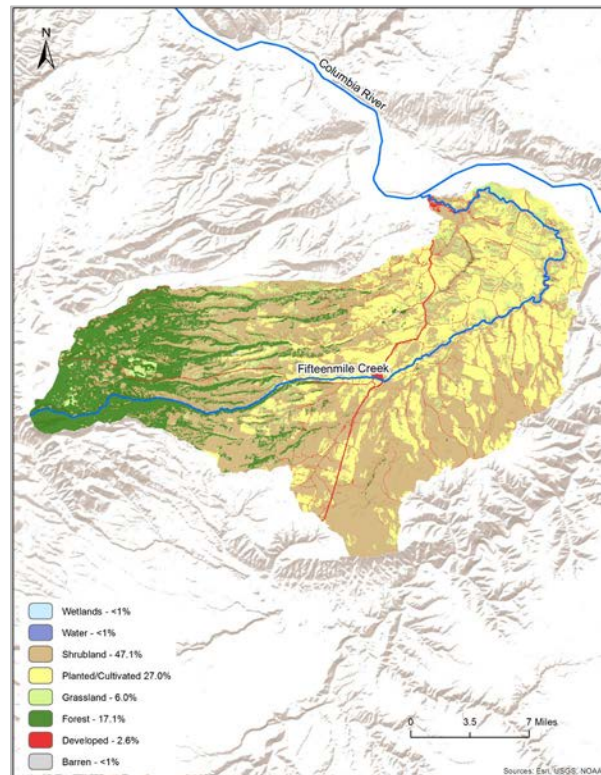 N
Columbia River
Fifteenmile Creek
Wetlands - <1%
Water - <1%
Shrubland - 47.1%
Planted/Cultivated 27.0%
Grassland - 6.0%
Forest - 17.1%
Developed - 2.6%
Barren - <1%
0 3.5 7 Miles
Sources: Esri, USGS, NOAA